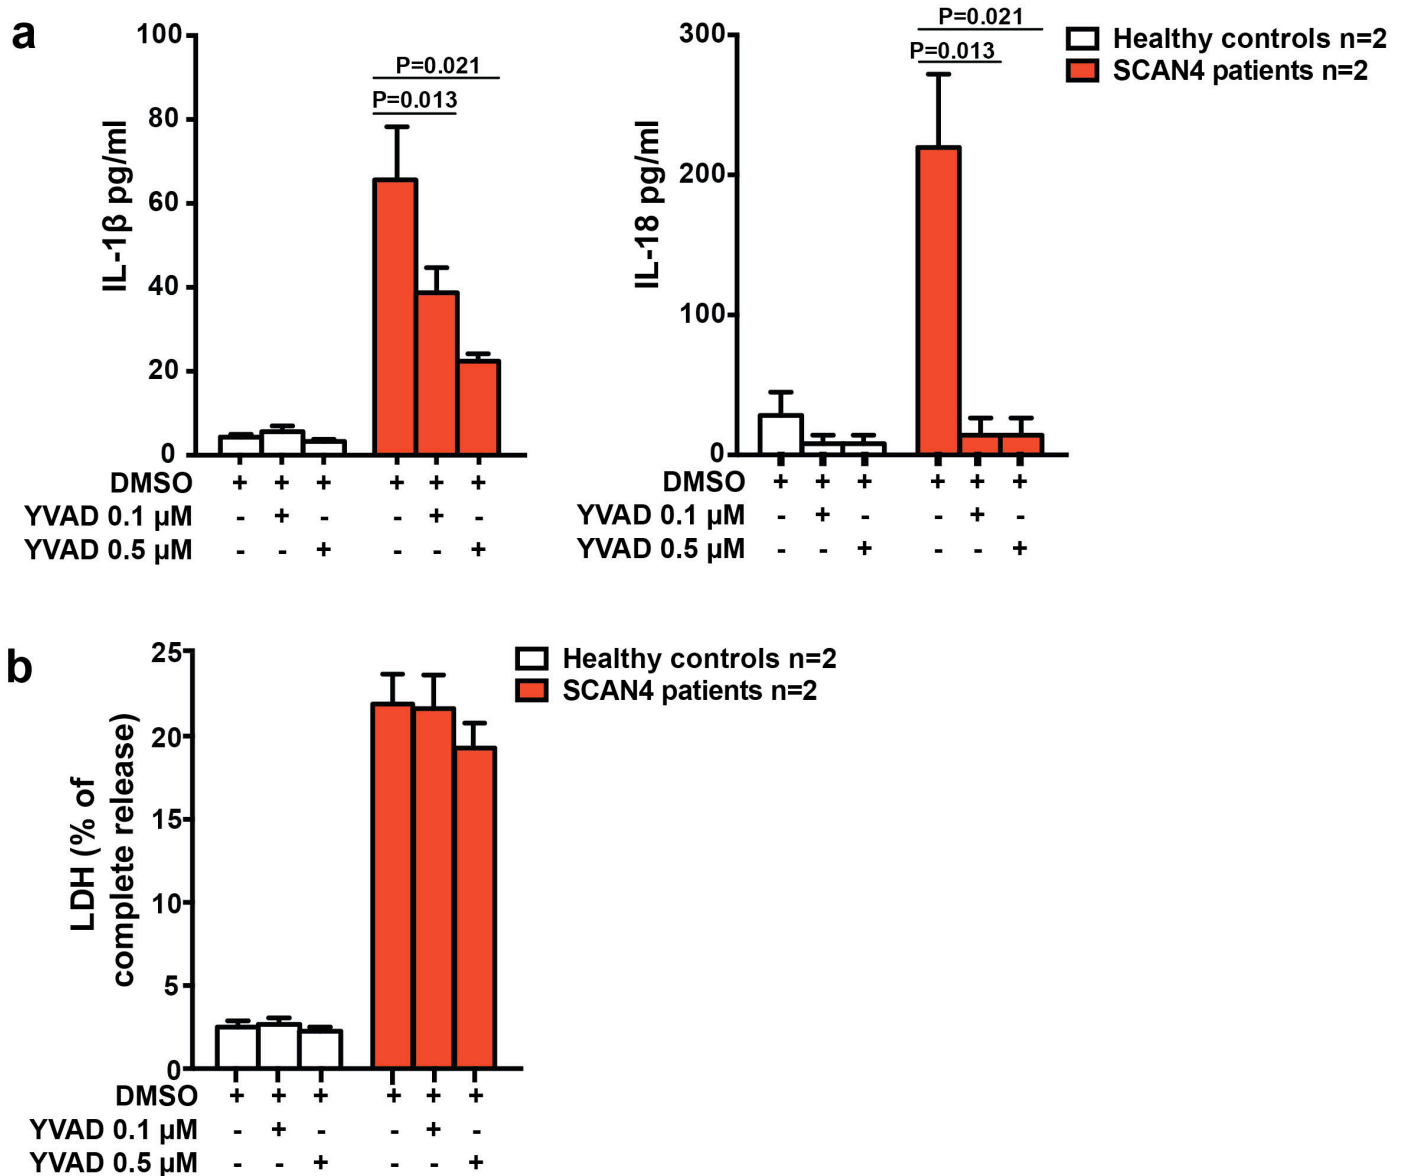 a
IL-1β pg/ml
100
80
60
40
20
0
P=0.021
P=0.013
DMSO + + + + + +
YVAD 0.1 µM - + - - + -
YVAD 0.5 µM - - + - - +
IL-18 pg/ml
300
200
100
0
P=0.021
P=0.013
DMSO + + + + + +
YVAD 0.1 µM - + - - + -
YVAD 0.5 µM - - + - - +
Healthy controls n=2
SCAN4 patients n=2
b
LDH (% of
complete release)
25
20
15
10
5
0
DMSO + + + + + +
YVAD 0.1 µM - + - - + -
YVAD 0.5 µM - - + - - +
Healthy controls n=2
SCAN4 patients n=2